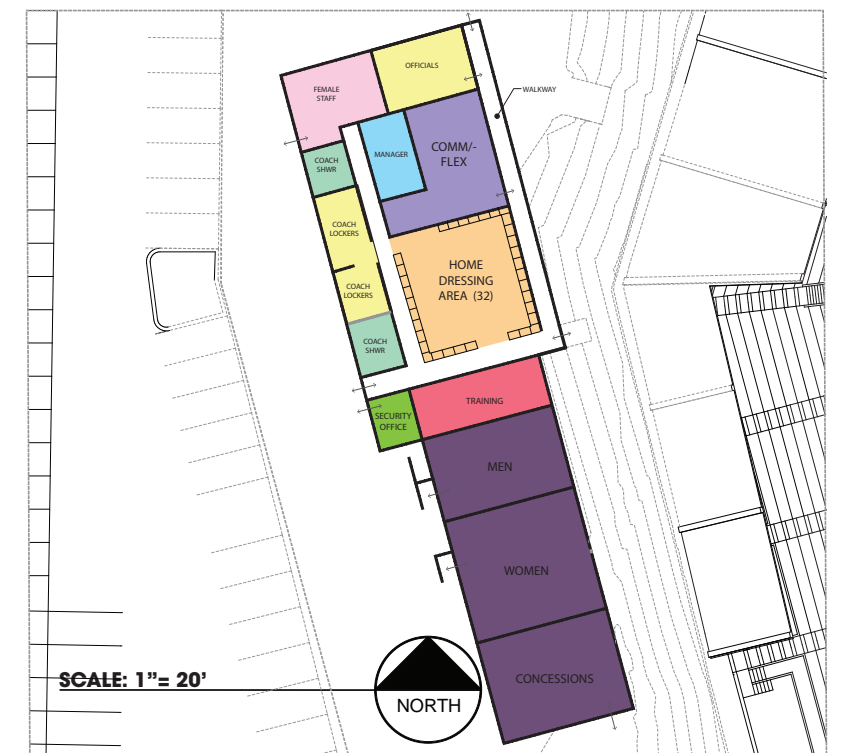 OFFICIALS
FEMALE
STAFF
WALKWAY
MANAGER
COMM/-
FLEX
COACH
SHWR
COACH
LOCKERS
HOME
DRESSING
AREA (32)
COACH
LOCKERS
COACH
SHWR
TRAINING
SECURITY
OFFICE
MEN
WOMEN
CONCESSIONS
SCALE: 1”= 20’
NORTH